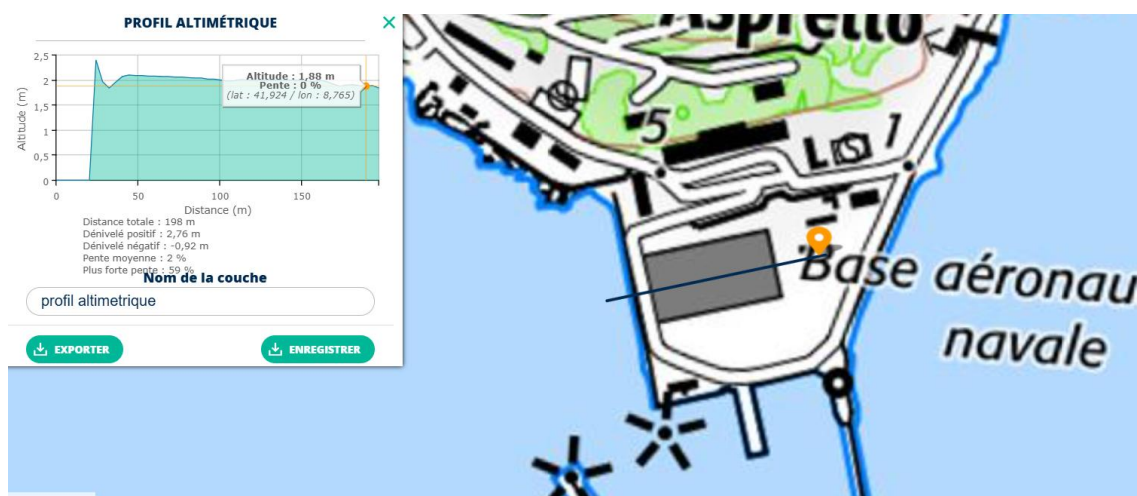 PROFIL ALTIMÉTRIQUE
×
2,5
2
1,5
1
0,5
0
Altitude (m)
Altitude : 1,88 m
Pente : 0 %
(lat : 41,924 / lon : 8,765)
0 50 100 150
Distance (m)
Distance totale : 198 m
Dénivelé positif : 2,76 m
Dénivelé négatif : -0,92 m
Pente moyenne : 2 %
Plus forte pente : 59 %
Nom de la couche
profil altimetrique
EXPORTER
ENREGISTRER
Aspretto
5
L 1
Base aéronau
navale